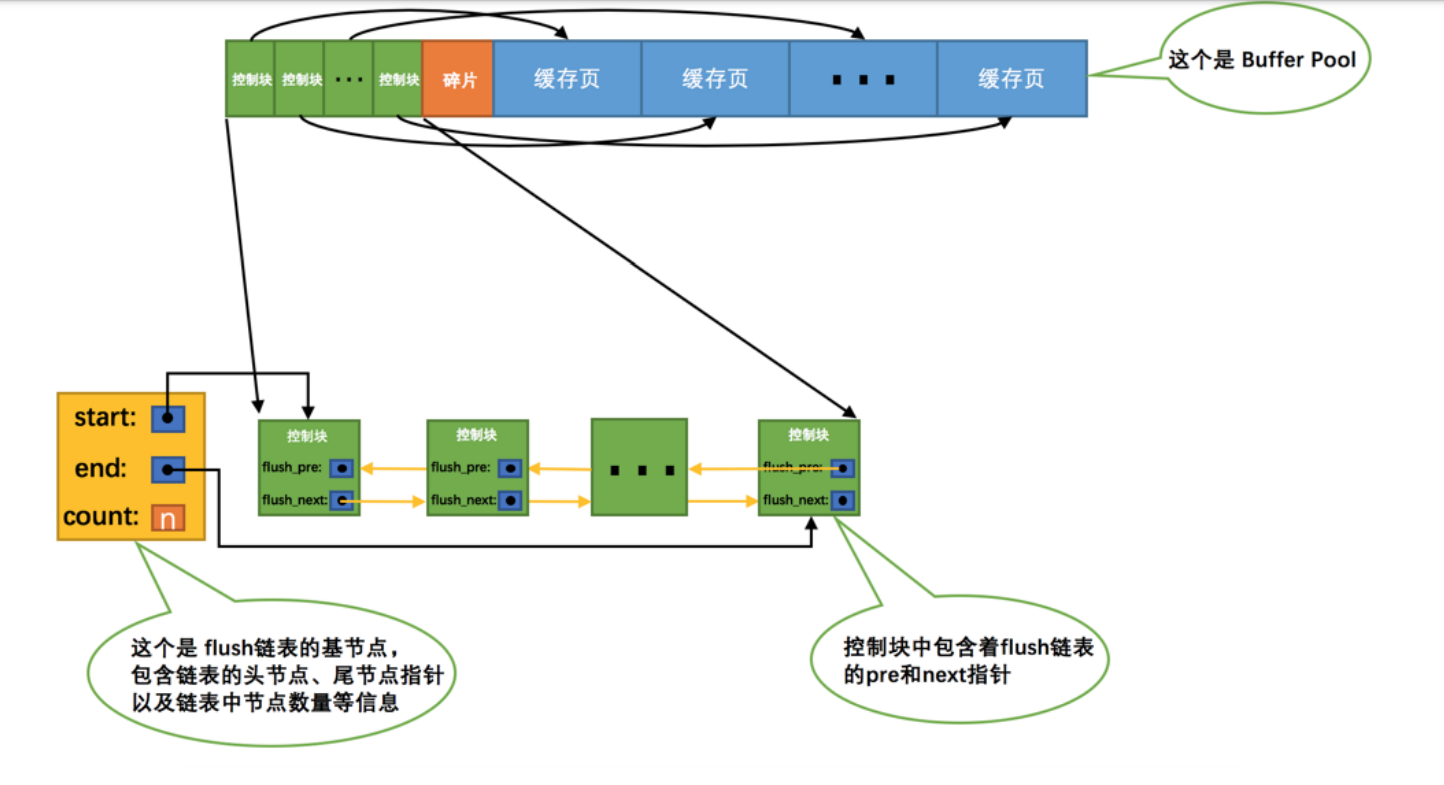 控制块 控制块 ··· 控制块 碎片 缓存页 缓存页 ··· 缓存页
这个是 Buffer Pool
start:
end:
count: n
控制块
flush_pre:
flush_next:
控制块
flush_pre:
flush_next:
···
控制块
flush_pre:
flush_next:
这个是 flush链表的基节点，
包含链表的头节点、尾节点指针
以及链表中节点数量等信息
控制块中包含着flush链表
的pre和next指针